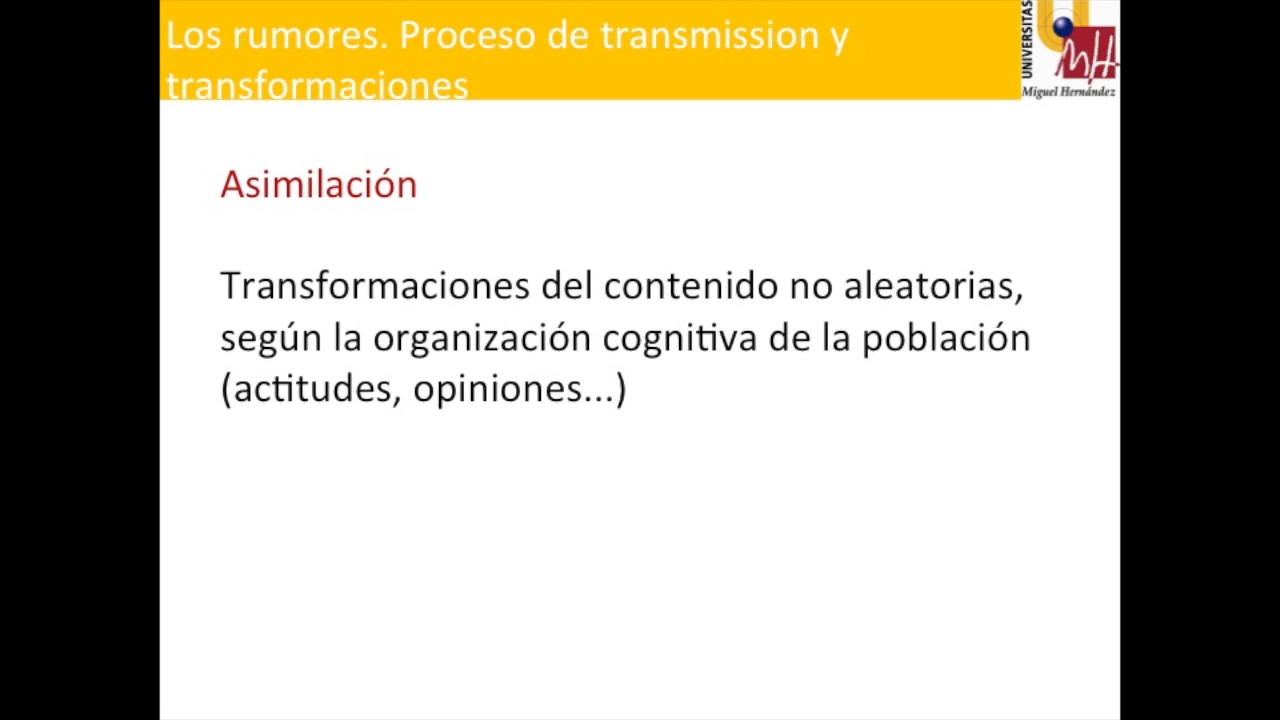 Los rumores. Proceso de transmission y
transformaciones
UNIVERSITAS
Miguel Hernández
Asimilación
Transformaciones del contenido no aleatorias,
según la organización cognitiva de la población
(actitudes, opiniones...)